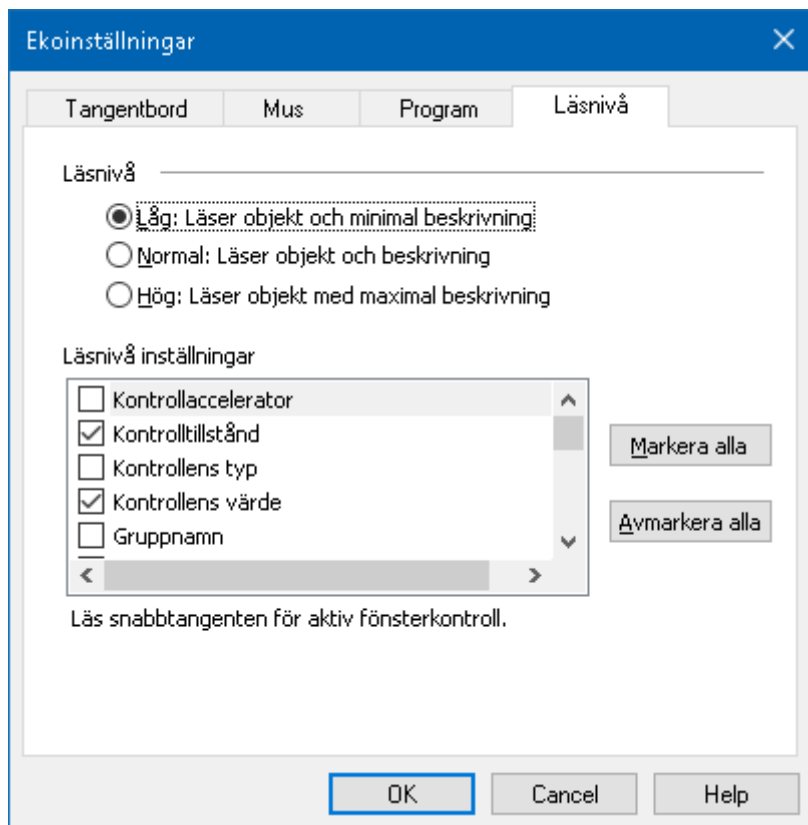 Ekoinställningar
Tangentbord Mus Program Läsnivå
Läsnivå
Låg: Läser objekt och minimal beskrivning
Normal: Läser objekt och beskrivning
Hög: Läser objekt med maximal beskrivning
Läsnivå inställningar
Kontrollaccelerator
Kontrolltillstånd
Kontrollens typ
Kontrollens värde
Gruppnamn
Markera alla
Avmarkera alla
Läs snabbtangenten för aktiv fönsterkontroll.
OK Cancel Help